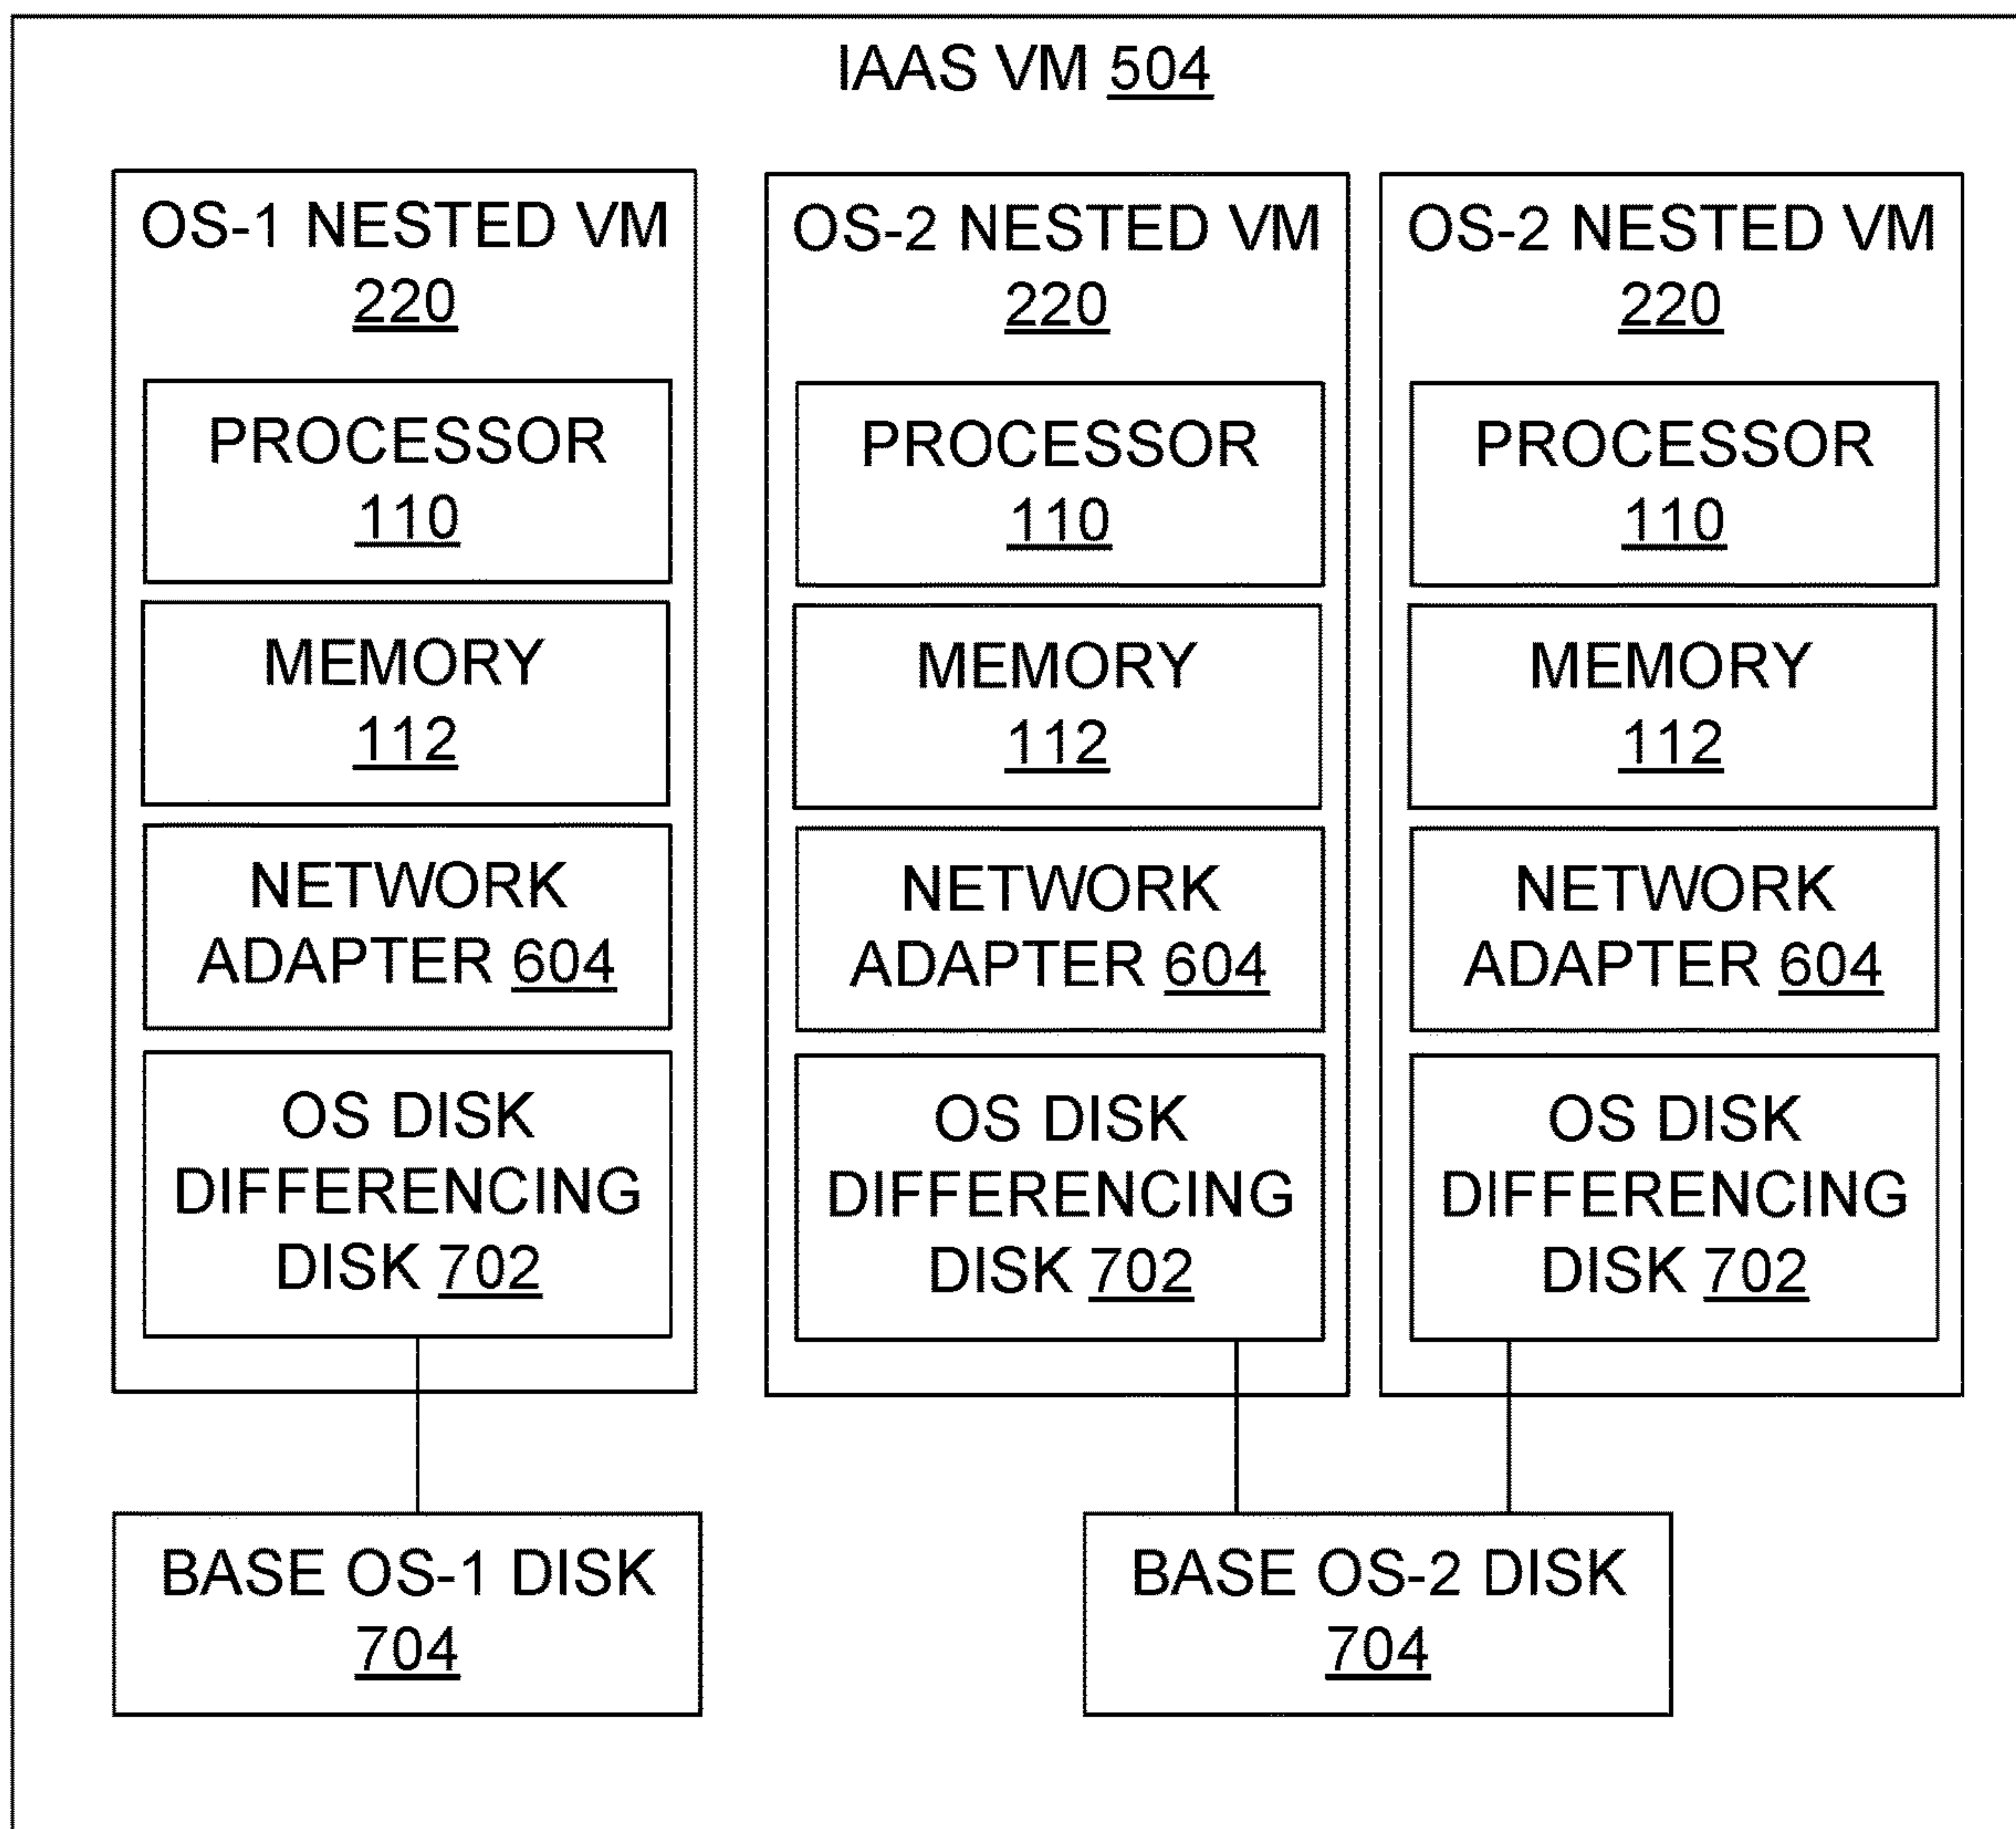 IAAS VM 504
OS-1 NESTED VM
220
PROCESSOR
110
MEMORY
112
NETWORK
ADAPTER 604
OS DISK
DIFFERENCING
DISK 702
OS-2 NESTED VM
220
PROCESSOR
110
MEMORY
112
NETWORK
ADAPTER 604
OS DISK
DIFFERENCING
DISK 702
OS-2 NESTED VM
220
PROCESSOR
110
MEMORY
112
NETWORK
ADAPTER 604
OS DISK
DIFFERENCING
DISK 702
BASE OS-1 DISK
704
BASE OS-2 DISK
704